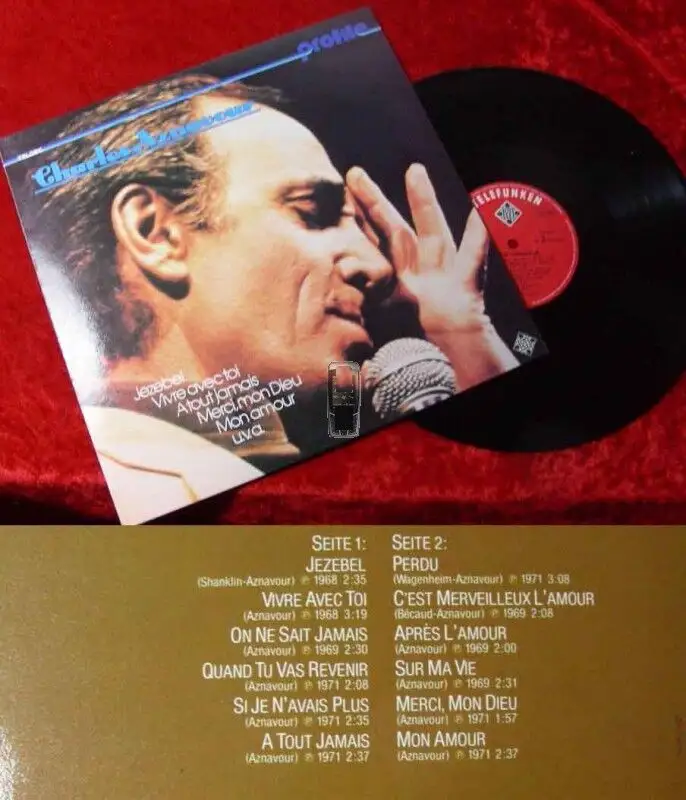 profile
Charles Aznavour
Jezebel
Vivre avec toi
A tout jamais
Merci, mon Dieu
Mon amour
u.v.a.
TELEFUNKEN
SEITE 1:
JEZEBEL
(Shanklin-Aznavour) ℗ 1968 2:35
VIVRE AVEC TOI
(Aznavour) ℗ 1968 3:19
ON NE SAIT JAMAIS
(Aznavour) ℗ 1969 2:30
QUAND TU VAS REVENIR
(Aznavour) ℗ 1971 2:08
SI JE N'AVAIS PLUS
(Aznavour) ℗ 1971 2:35
A TOUT JAMAIS
(Aznavour) ℗ 1971 2:37
SEITE 2:
PERDU
(Wagenheim-Aznavour) ℗ 1971 3:08
C'EST MERVEILLEUX L'AMOUR
(Bécaud-Aznavour) ℗ 1969 2:08
APRÈS L'AMOUR
(Aznavour) ℗ 1969 2:00
SUR MA VIE
(Aznavour) ℗ 1969 2:31
MERCI, MON DIEU
(Aznavour) ℗ 1971 1:57
MON AMOUR
(Aznavour) ℗ 1971 2:37